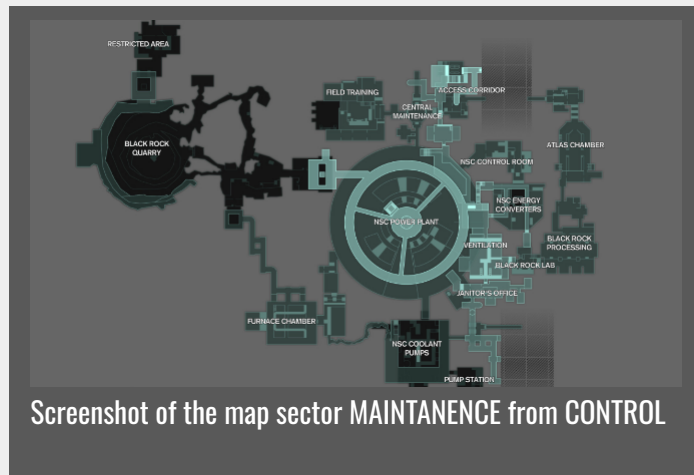 RESTRICTED AREA
FIELD TRAINING
ACCESS CORRIDOR
CENTRAL
MAINTENANCE
BLACK ROCK
QUARRY
ATLAS CHAMBER
NSC CONTROL ROOM
NSC ENERGY
CONVERTERS
NSC POWER PLANT
VENTILATION
BLACK ROCK
PROCESSING
BLACK ROCK LAB
JANITOR'S OFFICE
FURNACE CHAMBER
NSC COOLANT
PUMPS
PUMP STATION
Screenshot of the map sector MAINTANENCE from CONTROL